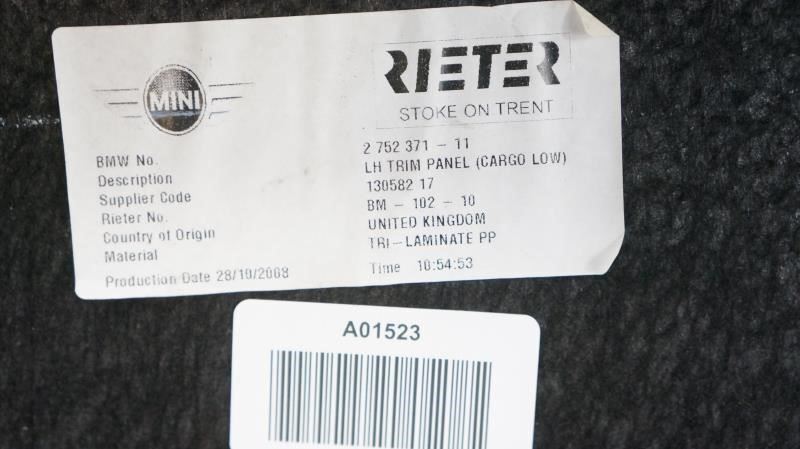 MINI
RIETER
STOKE ON TRENT
BMW No. 2 752 371 - 11
Description LH TRIM PANEL (CARGO LOW)
Supplier Code 130582 17
Rieter No. BM - 102 - 10
Country of Origin UNITED KINGDOM
Material TRI-LAMINATE PP
Production Date 28/10/2008 Time 10:54:53
A01523